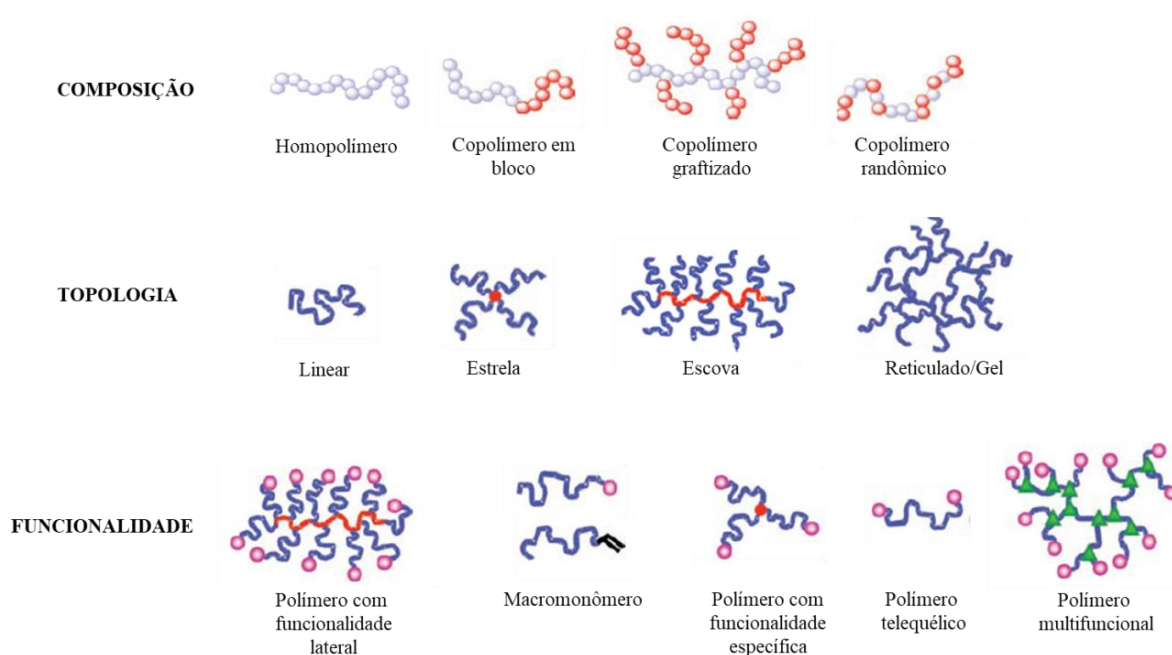 COMPOSIÇÃO
Homopolímero
Copolímero em
bloco
Copolímero
graftizado
Copolímero
randômico
TOPOLOGIA
Linear
Estrela
Escova
Reticulado/Gel
FUNCIONALIDADE
Polímero com
funcionalidade
lateral
Macromonômero
Polímero com
funcionalidade
específica
Polímero
telequélico
Polímero
multifuncional